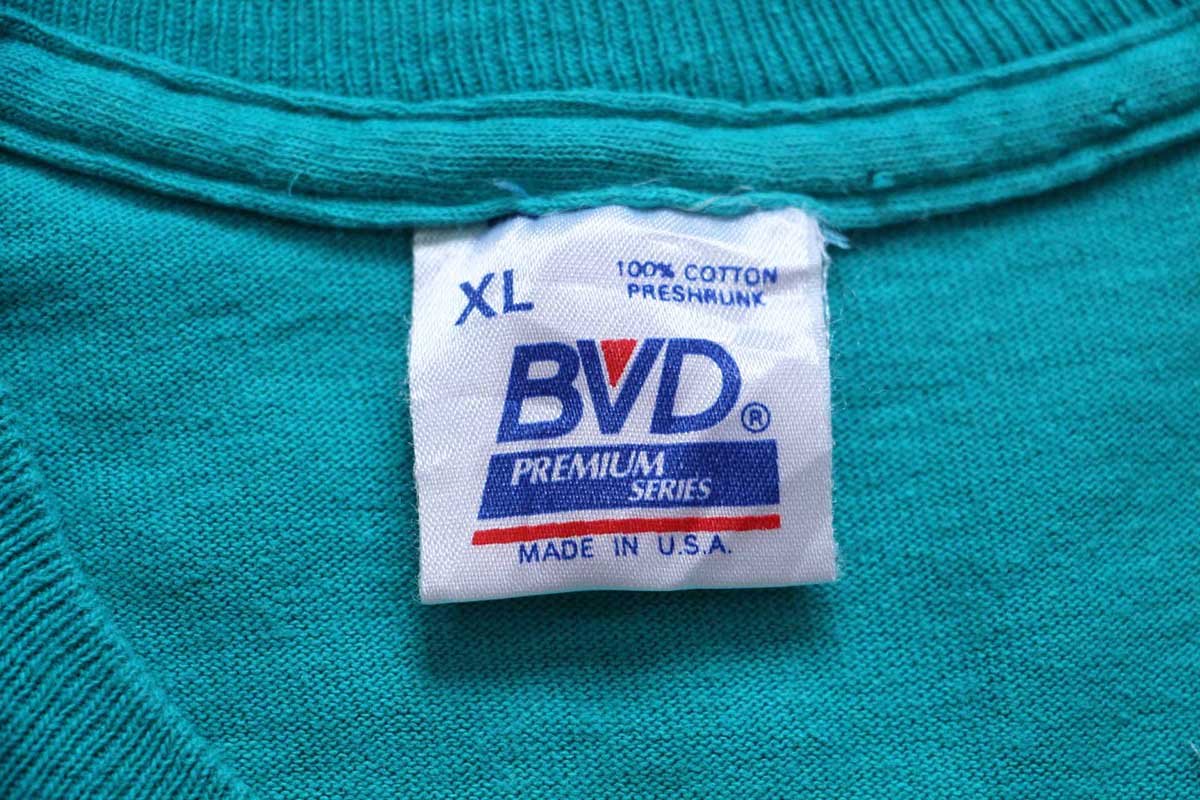 XL
100% COTTON
PRESHRUNK
BVD®
PREMIUM
SERIES
MADE IN U.S.A.